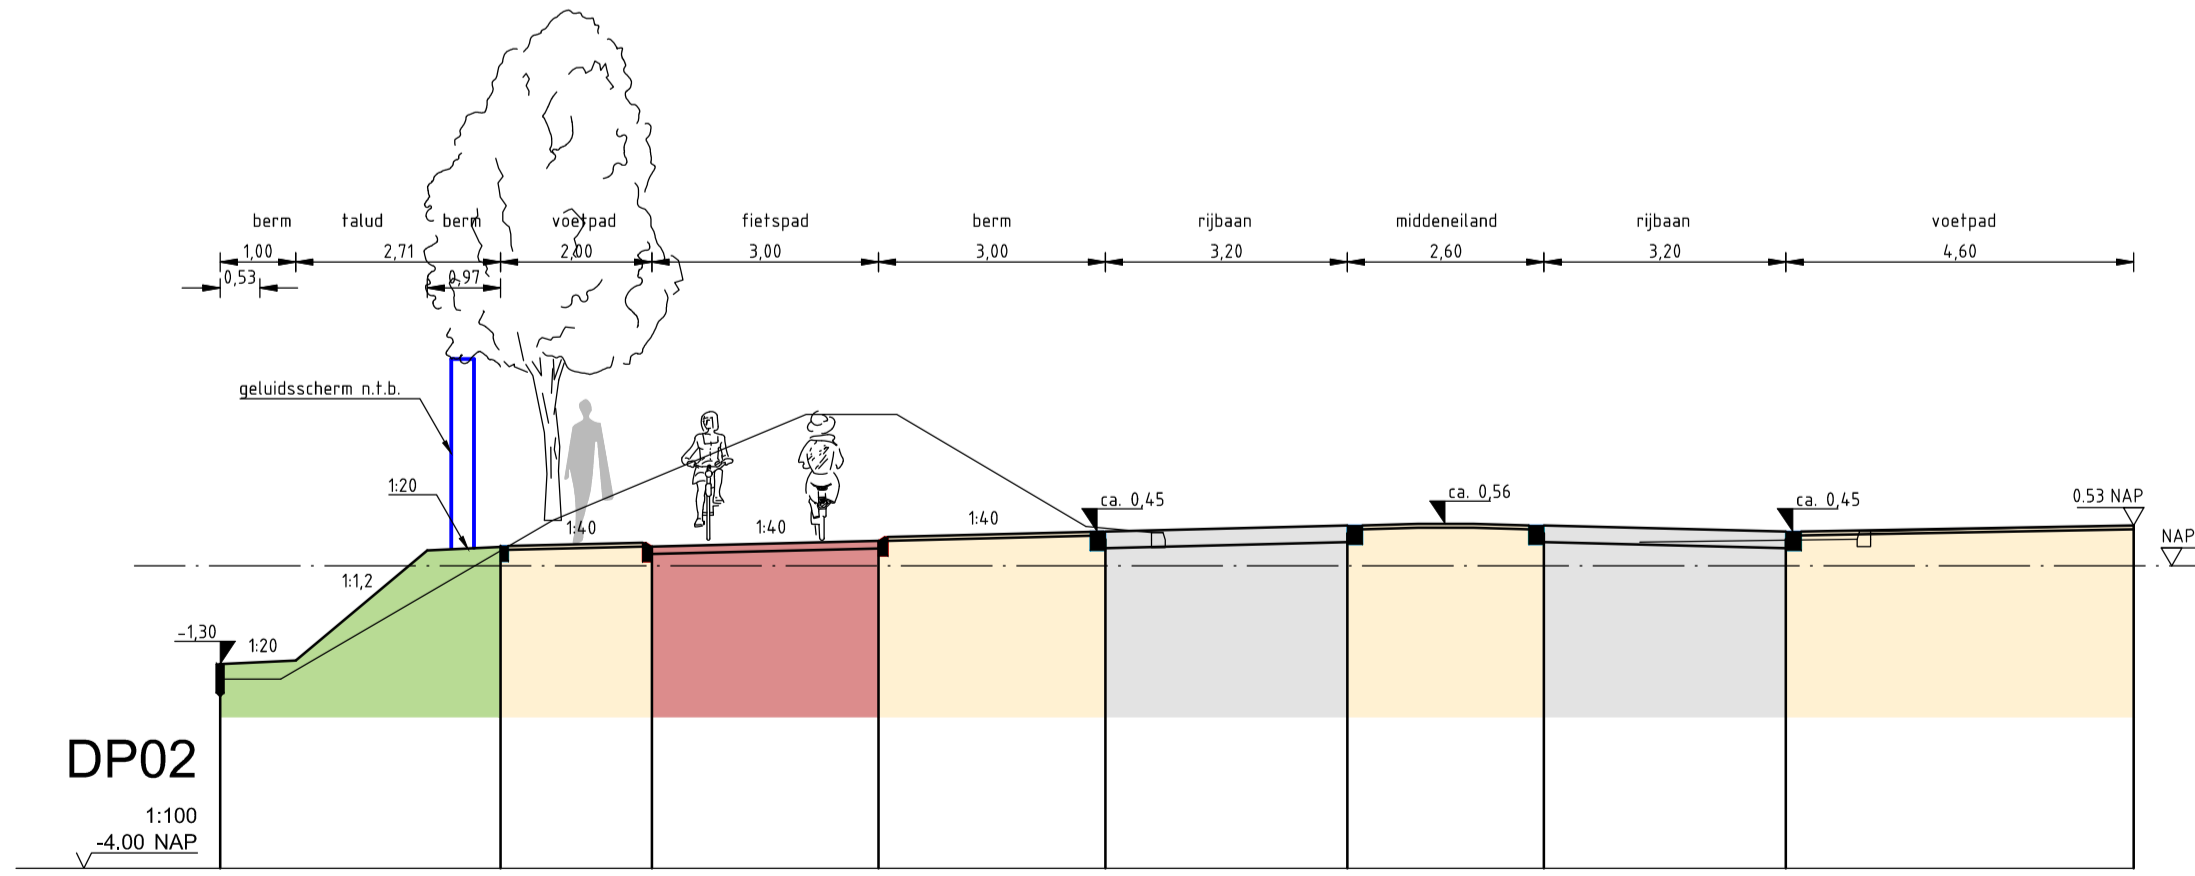 berm talud berm voetpad fietspad berm rijbaan middeneiland rijbaan voetpad
1,00 2,71 2,00 3,00 3,00 3,20 2,60 3,20 4,60
0,53 0,97
geluidsscherm n.t.b.
1:20
ca. 0,45 ca. 0,56 ca. 0,45 0.53 NAP
1:40 1:40 1:40
NAP
1:1,2
-1,30
1:20
DP02
1:100
-4.00 NAP